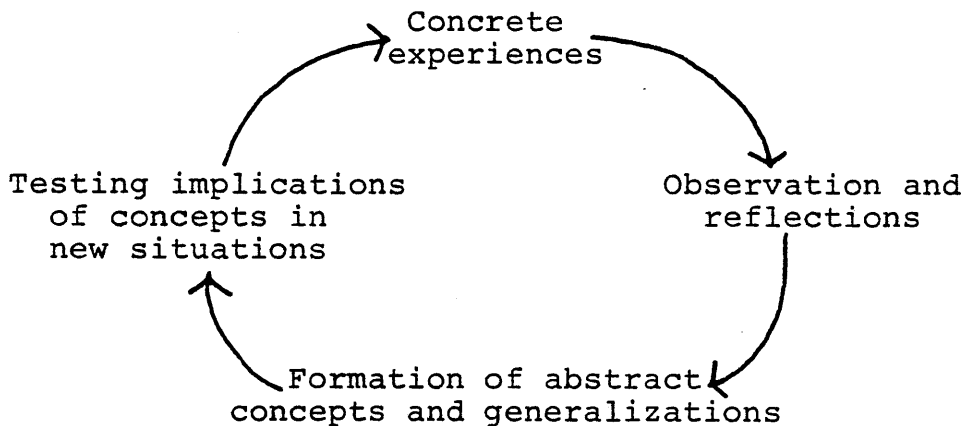 Concrete
experiences
Observation and
reflections
Formation of abstract
concepts and generalizations
Testing implications
of concepts in
new situations